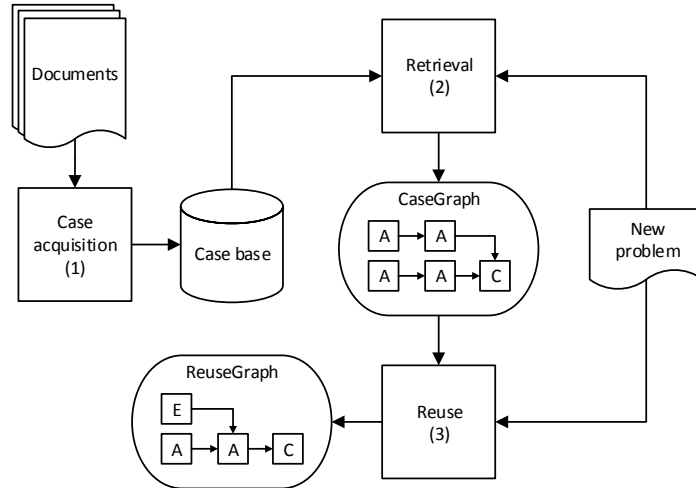 Documents
Case
acquisition
(1)
Case base
Retrieval
(2)
CaseGraph
A A
A A C
New
problem
Reuse
(3)
ReuseGraph
E
A A C